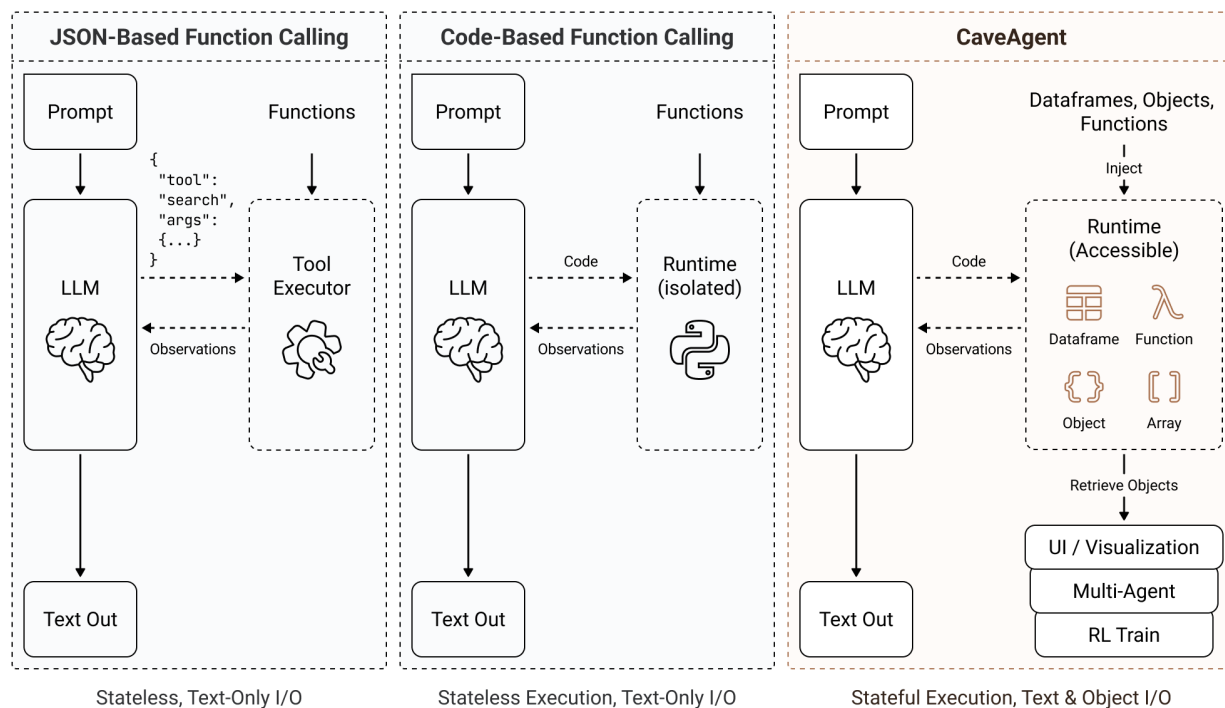 JSON-Based Function Calling
Prompt
Functions
{
"tool":
"search",
"args":
{...}
}
LLM
Tool
Executor
Observations
Text Out
Stateless, Text-Only I/O
Code-Based Function Calling
Prompt
Functions
LLM
Code
Runtime
(isolated)
Observations
Text Out
Stateless Execution, Text-Only I/O
CaveAgent
Prompt
Dataframes, Objects,
Functions
Inject
LLM
Code
Runtime
(Accessible)
Dataframe
Function
Observations
Object
Array
Retrieve Objects
UI / Visualization
Multi-Agent
RL Train
Text Out
Stateful Execution, Text & Object I/O